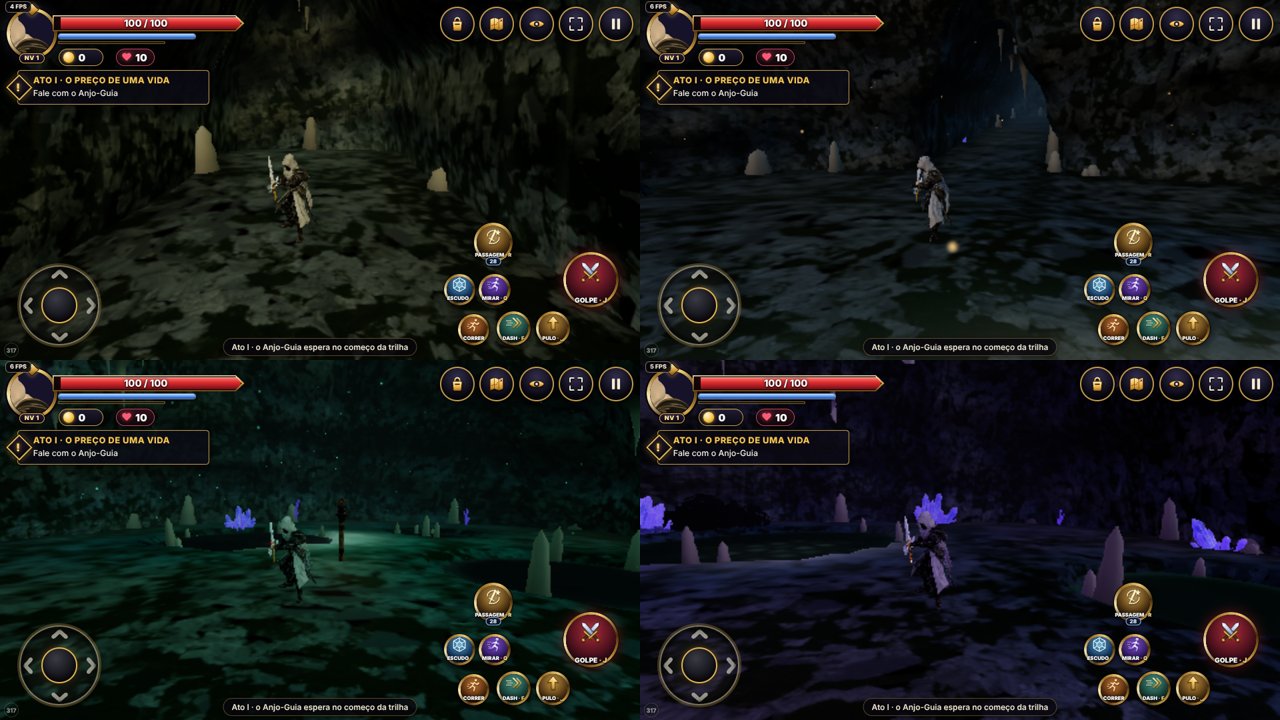 4 FPS
100 / 100
NV 1
0
10
ATO I · O PREÇO DE UMA VIDA
Fale com o Anjo-Guia
PASSAGEM · R
28
ESCUDO
MIRAR · Q
GOLPE · J
CORRER
DASH · F
PULO
Ato I · o Anjo-Guia espera no começo da trilha
317
6 FPS
100 / 100
NV 1
0
10
ATO I · O PREÇO DE UMA VIDA
Fale com o Anjo-Guia
PASSAGEM · R
28
ESCUDO
MIRAR · Q
GOLPE · J
CORRER
DASH · F
PULO
Ato I · o Anjo-Guia espera no começo da trilha
317
6 FPS
100 / 100
NV 1
0
10
ATO I · O PREÇO DE UMA VIDA
Fale com o Anjo-Guia
PASSAGEM · R
28
ESCUDO
MIRAR · Q
GOLPE · J
CORRER
DASH · F
PULO
Ato I · o Anjo-Guia espera no começo da trilha
317
5 FPS
100 / 100
NV 1
0
10
ATO I · O PREÇO DE UMA VIDA
Fale com o Anjo-Guia
PASSAGEM · R
28
ESCUDO
MIRAR · Q
GOLPE · J
CORRER
DASH · F
PULO
Ato I · o Anjo-Guia espera no começo da trilha
317